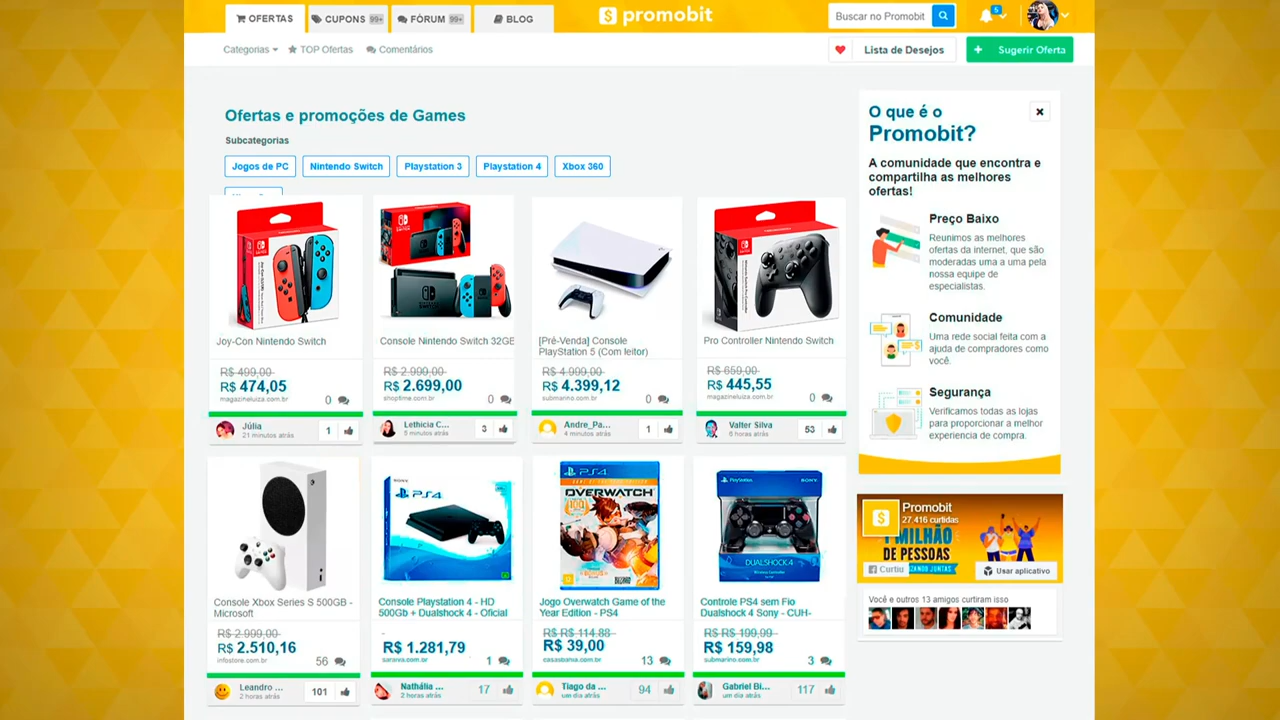 OFERTAS
CUPONS 99+
FÓRUM 99+
BLOG
promobit
Buscar no Promobit
5
Categorias
TOP Ofertas
Comentários
Lista de Desejos
+ Sugerir Oferta
Ofertas e promoções de Games
Subcategorias
Jogos de PC
Nintendo Switch
Playstation 3
Playstation 4
Xbox 360
Joy-Con Nintendo Switch
R$ 499,00
R$ 474,05
magazineluiza.com.br
0
Júlia
21 minutos atrás
1
Console Nintendo Switch 32GB
R$ 2.999,00
R$ 2.699,00
shoptime.com.br
0
Lethicia C...
5 minutos atrás
3
[Pré-Venda] Console
PlayStation 5 (Com leitor)
R$ 4.999,00
R$ 4.399,12
submarino.com.br
0
Andre_Pa...
4 minutos atrás
1
Pro Controller Nintendo Switch
R$ 659,00
R$ 445,55
magazineluiza.com.br
0
Valter Silva
6 horas atrás
53
Console Xbox Series S 500GB -
Microsoft
R$ 2.999,00
R$ 2.510,16
infostore.com.br
56
Leandro ...
2 horas atrás
101
PS4
SONY
Console Playstation 4 - HD
500Gb + Dualshock 4 - Oficial
-
R$ 1.281,79
saraiva.com.br
1
Nathália ...
2 horas atrás
17
PS4
OVERWATCH
Jogo Overwatch Game of the
Year Edition - PS4
R$ R$ 114,88
R$ 39,00
casasbahia.com.br
13
Tiago da ...
um dia atrás
94
PlayStation
SONY
DUALSHOCK 4
Controle PS4 sem Fio
Dualshock 4 Sony - CUH-
R$ R$ 199,99
R$ 159,98
submarino.com.br
3
Gabriel Bi...
um dia atrás
117
O que é o
Promobit?
A comunidade que encontra e
compartilha as melhores
ofertas!
Preço Baixo
Reunimos as melhores
ofertas da internet, que são
moderadas uma a uma pela
nossa equipe de
especialistas.
Comunidade
Uma rede social feita com a
ajuda de compradores como
você.
Segurança
Verificamos todas as lojas
para proporcionar a melhor
experiencia de compra.
Promobit
27.416 curtidas
1 MILHÃO
DE PESSOAS
Curtiu
Usar aplicativo
Você e outros 13 amigos curtiram isso